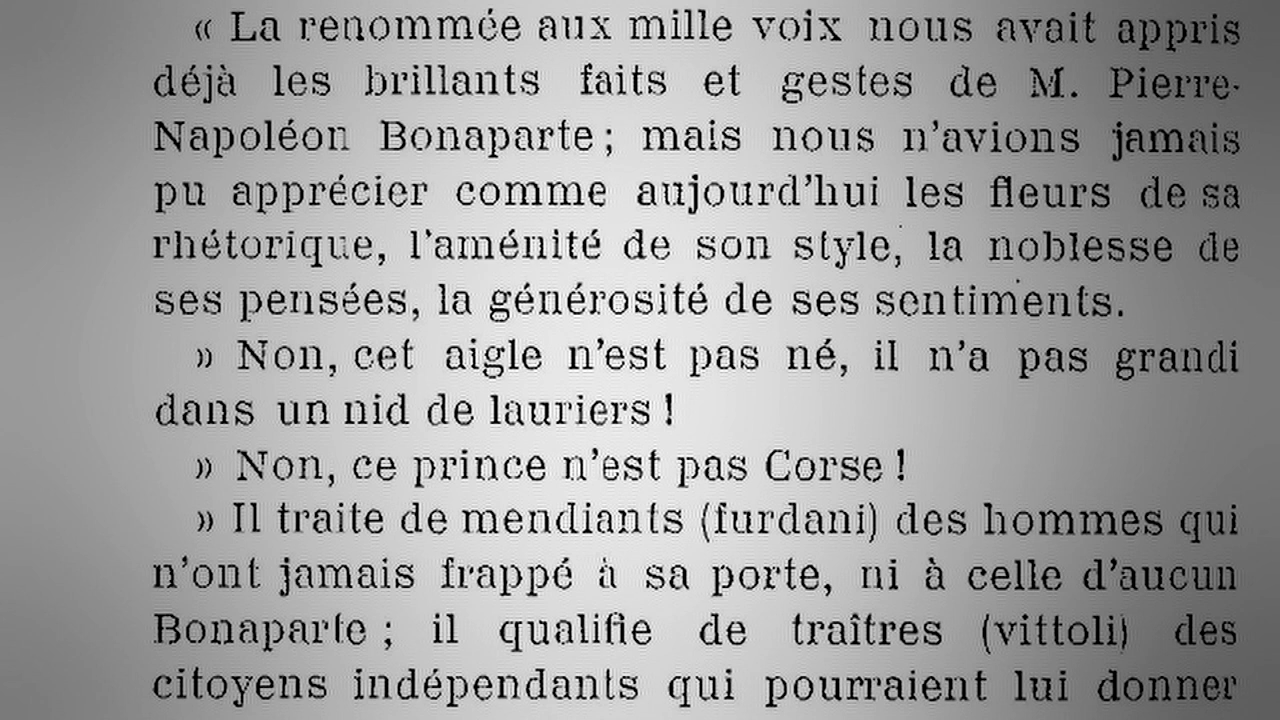 « La renommée aux mille voix nous avait appris
déjà les brillants faits et gestes de M. Pierre-
Napoléon Bonaparte ; mais nous n'avions jamais
pu apprécier comme aujourd'hui les fleurs de sa
rhétorique, l'aménité de son style, la noblesse de
ses pensées, la générosité de ses sentiments.
» Non, cet aigle n'est pas né, il n'a pas grandi
dans un nid de lauriers !
» Non, ce prince n'est pas Corse !
» Il traite de mendiants (furdani) des hommes qui
n'ont jamais frappé à sa porte, ni à celle d'aucun
Bonaparte ; il qualifie de traîtres (vittoli) des
citoyens indépendants qui pourraient lui donner